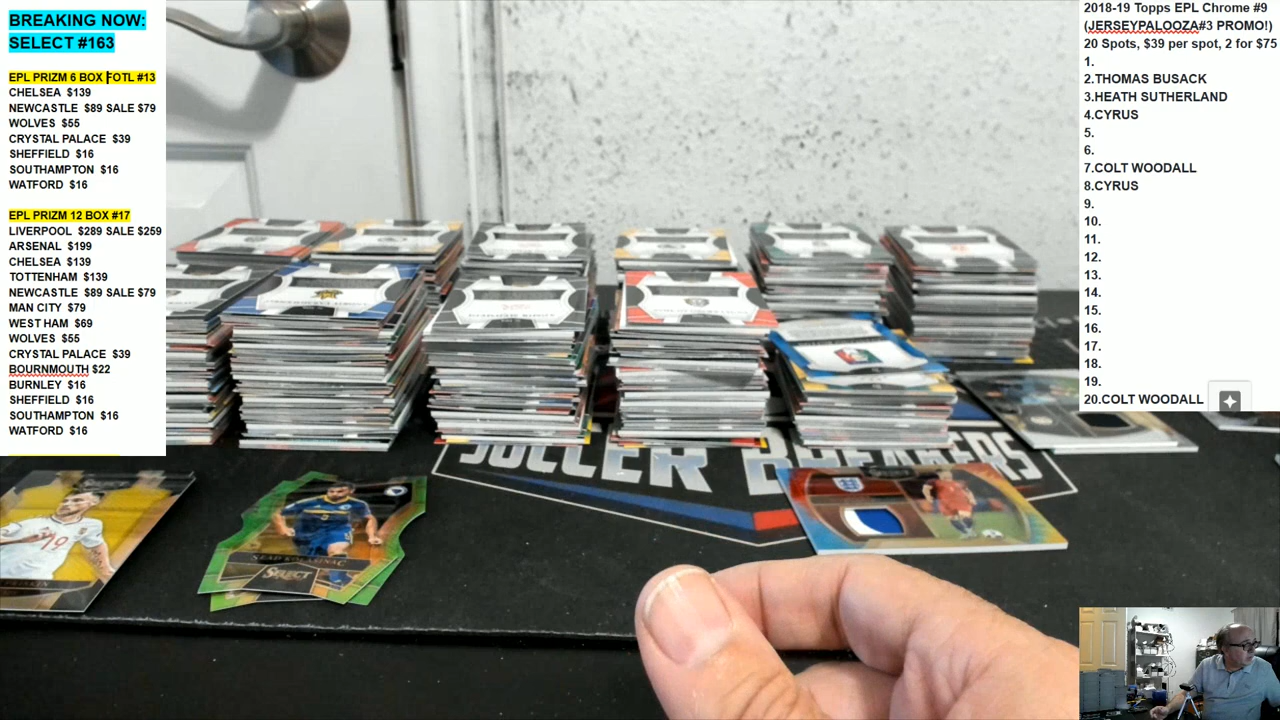 BREAKING NOW:
SELECT #163
EPL PRIZM 6 BOX FOTL #13
CHELSEA $139
NEWCASTLE $89 SALE $79
WOLVES $55
CRYSTAL PALACE $39
SHEFFIELD $16
SOUTHAMPTON $16
WATFORD $16
EPL PRIZM 12 BOX #17
LIVERPOOL $289 SALE $259
ARSENAL $199
CHELSEA $139
TOTTENHAM $139
NEWCASTLE $89 SALE $79
MAN CITY $79
WEST HAM $69
WOLVES $55
CRYSTAL PALACE $39
BOURNMOUTH $22
BURNLEY $16
SHEFFIELD $16
SOUTHAMPTON $16
WATFORD $16
2018-19 Topps EPL Chrome #9
(JERSEYPALOOZA#3 PROMO!)
20 Spots, $39 per spot, 2 for $75
1.
2.THOMAS BUSACK
3.HEATH SUTHERLAND
4.CYRUS
5.
6.
7.COLT WOODALL
8.CYRUS
9.
10.
11.
12.
13.
14.
15.
16.
17.
18.
19.
20.COLT WOODALL
SOCCER BREAKERS
19
SEAD KOLASINAC
SELECT